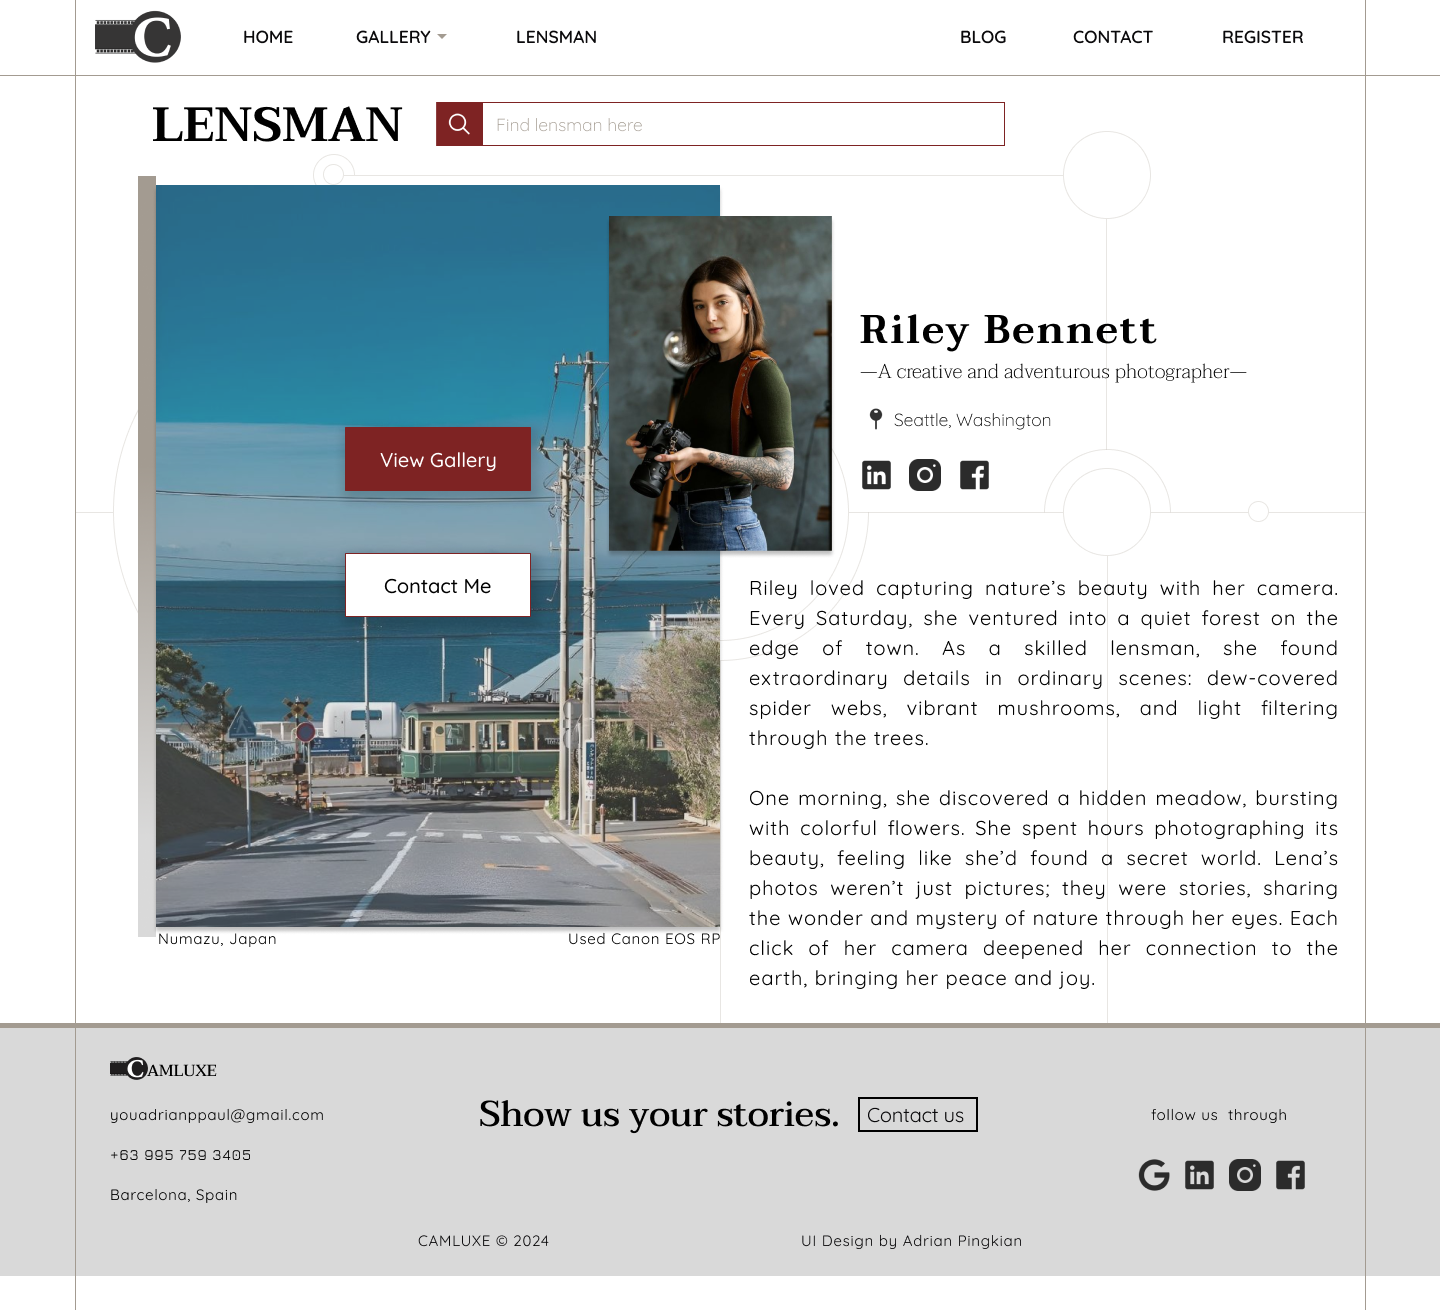 C
HOME GALLERY LENSMAN BLOG CONTACT REGISTER
LENSMAN
Find lensman here
Riley Bennett
—A creative and adventurous photographer—
Seattle, Washington
in
View Gallery
Contact Me
Numazu, Japan
Used Canon EOS RP
Riley loved capturing nature’s beauty with her camera.
Every Saturday, she ventured into a quiet forest on the
edge of town. As a skilled lensman, she found
extraordinary details in ordinary scenes: dew-covered
spider webs, vibrant mushrooms, and light filtering
through the trees.
One morning, she discovered a hidden meadow, bursting
with colorful flowers. She spent hours photographing its
beauty, feeling like she’d found a secret world. Lena’s
photos weren’t just pictures; they were stories, sharing
the wonder and mystery of nature through her eyes. Each
click of her camera deepened her connection to the
earth, bringing her peace and joy.
CAMLUXE
youadrianppaul@gmail.com
+63 995 759 3405
Barcelona, Spain
Show us your stories.
Contact us
follow us through
G in
CAMLUXE © 2024
UI Design by Adrian Pingkian